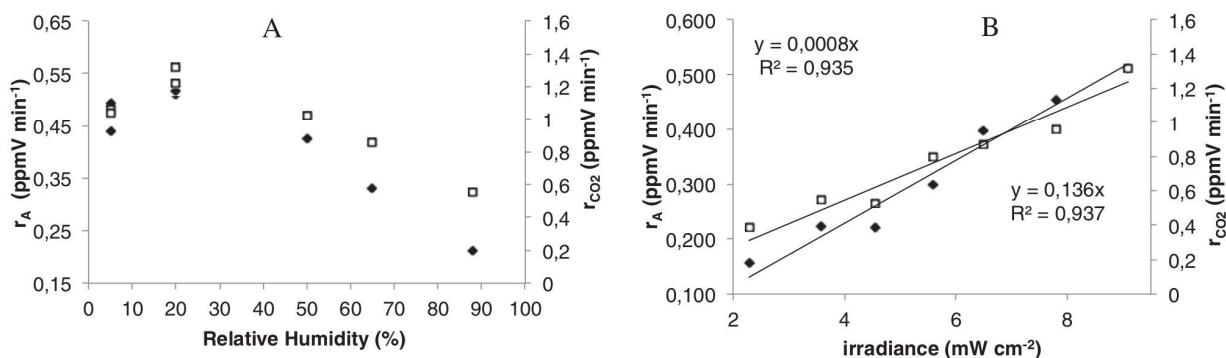 A
0,65
0,55
0,45
0,35
0,25
0,15
r_A (ppmV min⁻¹)
1,6
1,4
1,2
1
0,8
0,6
0,4
0,2
0
r_CO2 (ppmV min⁻¹)
0 10 20 30 40 50 60 70 80 90 100
Relative Humidity (%)
B
0,600
0,500
0,400
0,300
0,200
0,100
r_A (ppmV min⁻¹)
y = 0,0008x
R² = 0,935
y = 0,136x
R² = 0,937
1,6
1,4
1,2
1
0,8
0,6
0,4
0,2
0
r_CO2 (ppmV min⁻¹)
2 4 6 8
irradiance (mW cm⁻²)